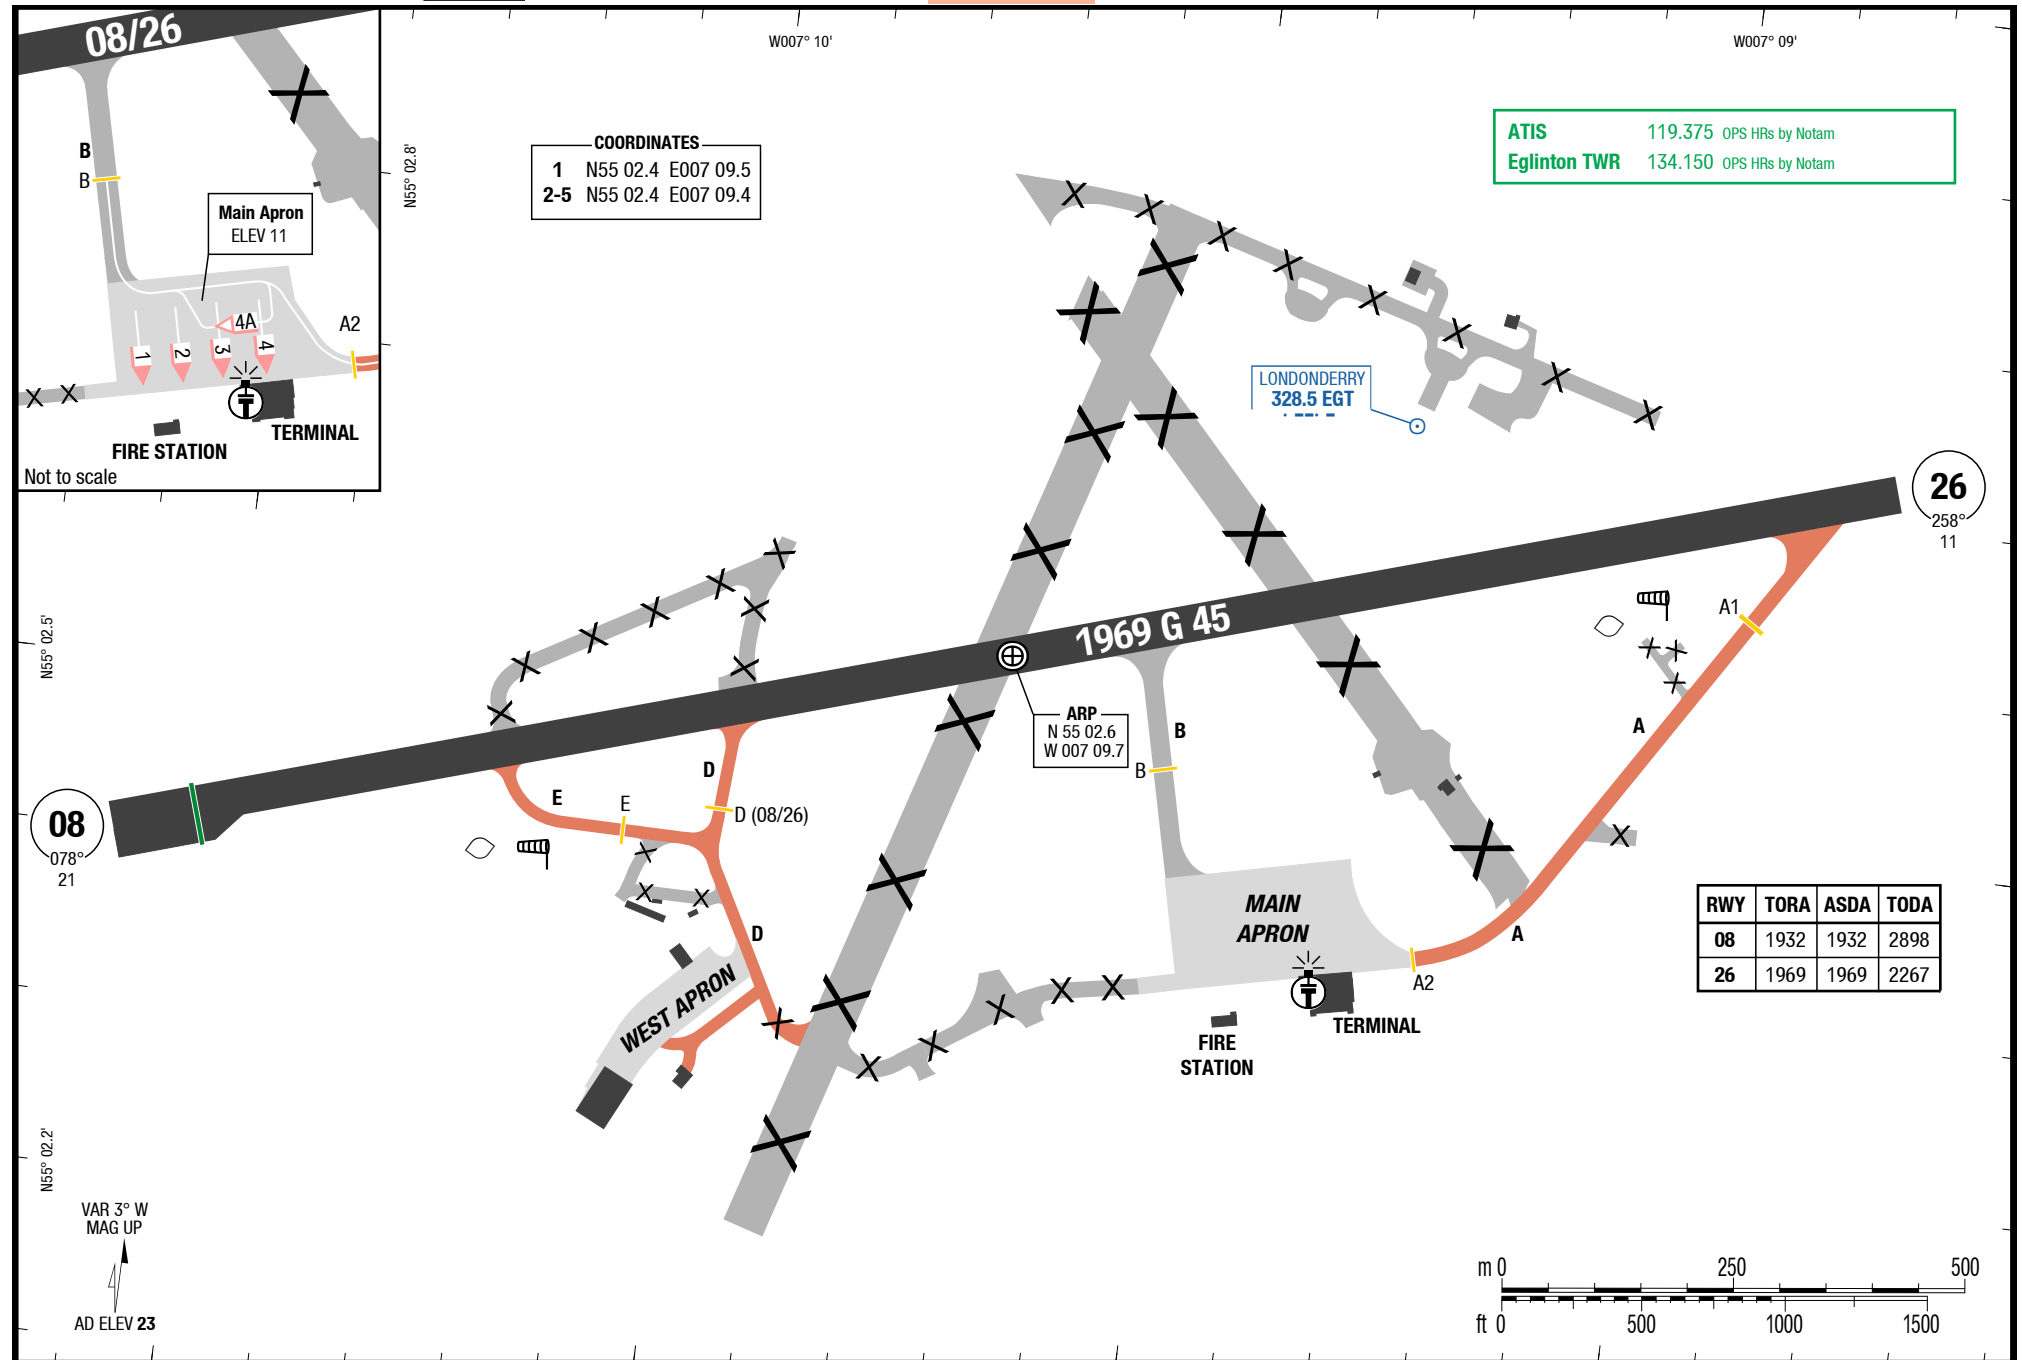 08/26
B
B
Main Apron
ELEV 11
A2
4A
1
2
3
4
TERMINAL
FIRE STATION
Not to scale
W007° 10'
W007° 09'
N55° 02.8'
COORDINATES
1 N55 02.4 E007 09.5
2-5 N55 02.4 E007 09.4
ATIS 119.375 OPS HRs by Notam
Eglinton TWR 134.150 OPS HRs by Notam
LONDONDERRY
328.5 EGT
26
258°
11
N55° 02.5'
1969 G 45
A1
A
ARP
N 55 02.6
W 007 09.7
B
B
D
E
E
D (08/26)
08
078°
21
D
MAIN
APRON
A
A2
WEST APRON
TERMINAL
FIRE
STATION
RWY TORA ASDA TODA
08 1932 1932 2898
26 1969 1969 2267
N55° 02.2'
VAR 3° W
MAG UP
AD ELEV 23
m 0 250 500
ft 0 500 1000 1500